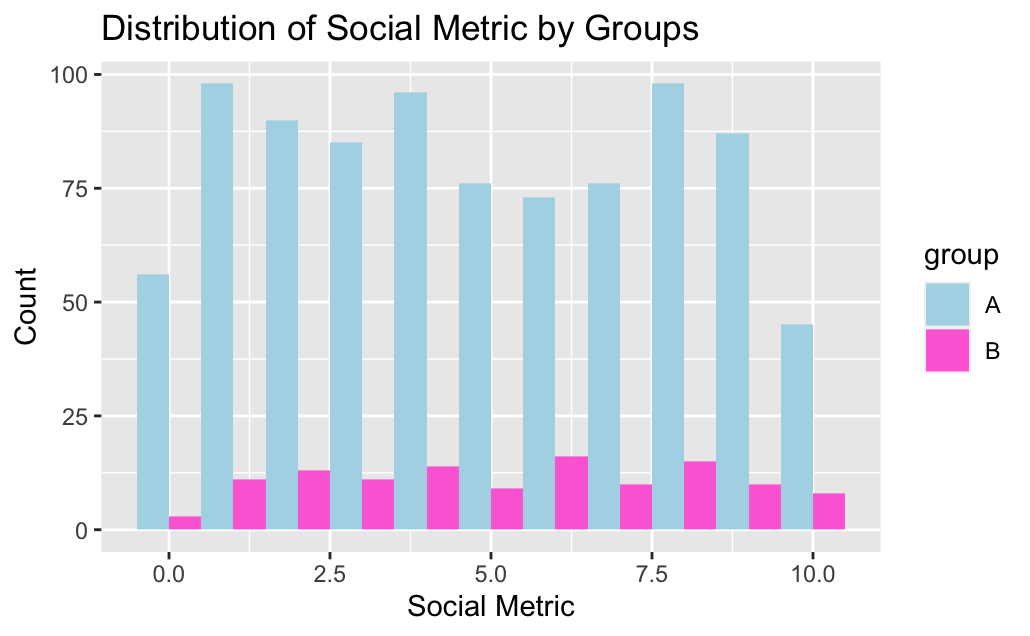 Distribution of Social Metric by Groups
100
75
50
25
0
Count
0.0 2.5 5.0 7.5 10.0
Social Metric
group
A
B